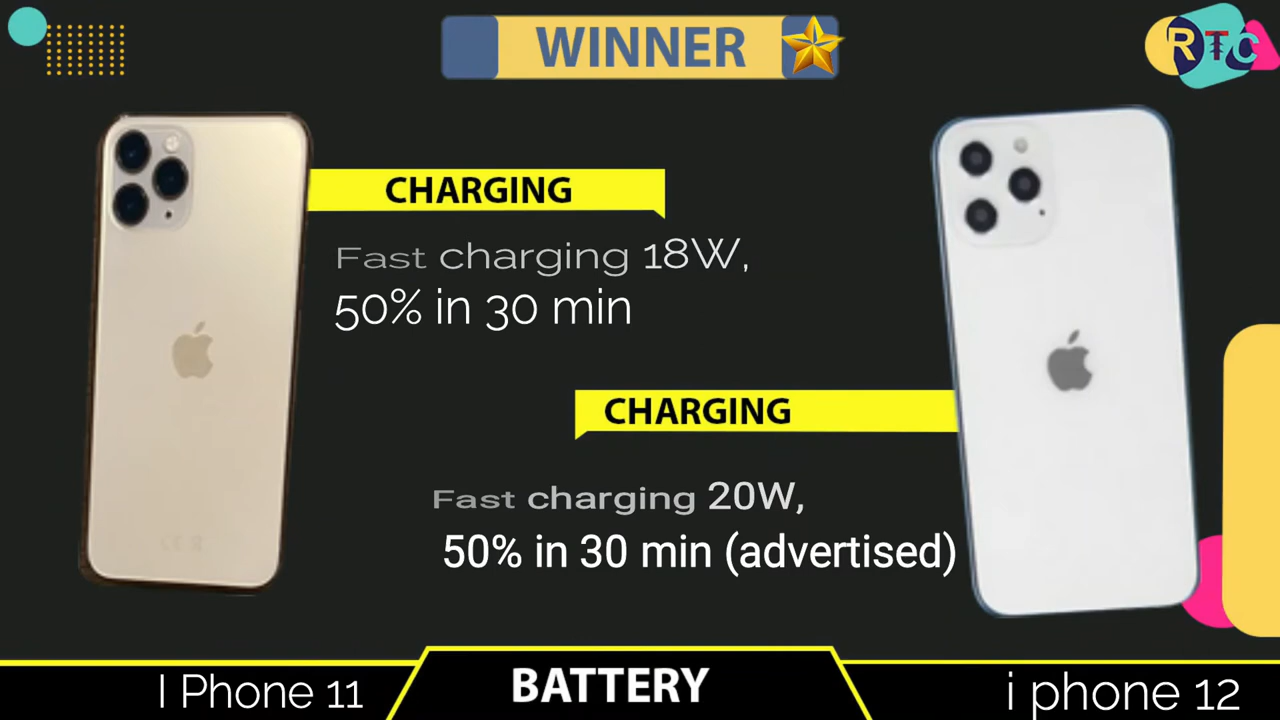 WINNER
RTC
CHARGING
Fast charging 18W,
50% in 30 min
CHARGING
Fast charging 20W,
50% in 30 min (advertised)
I Phone 11
BATTERY
i phone 12